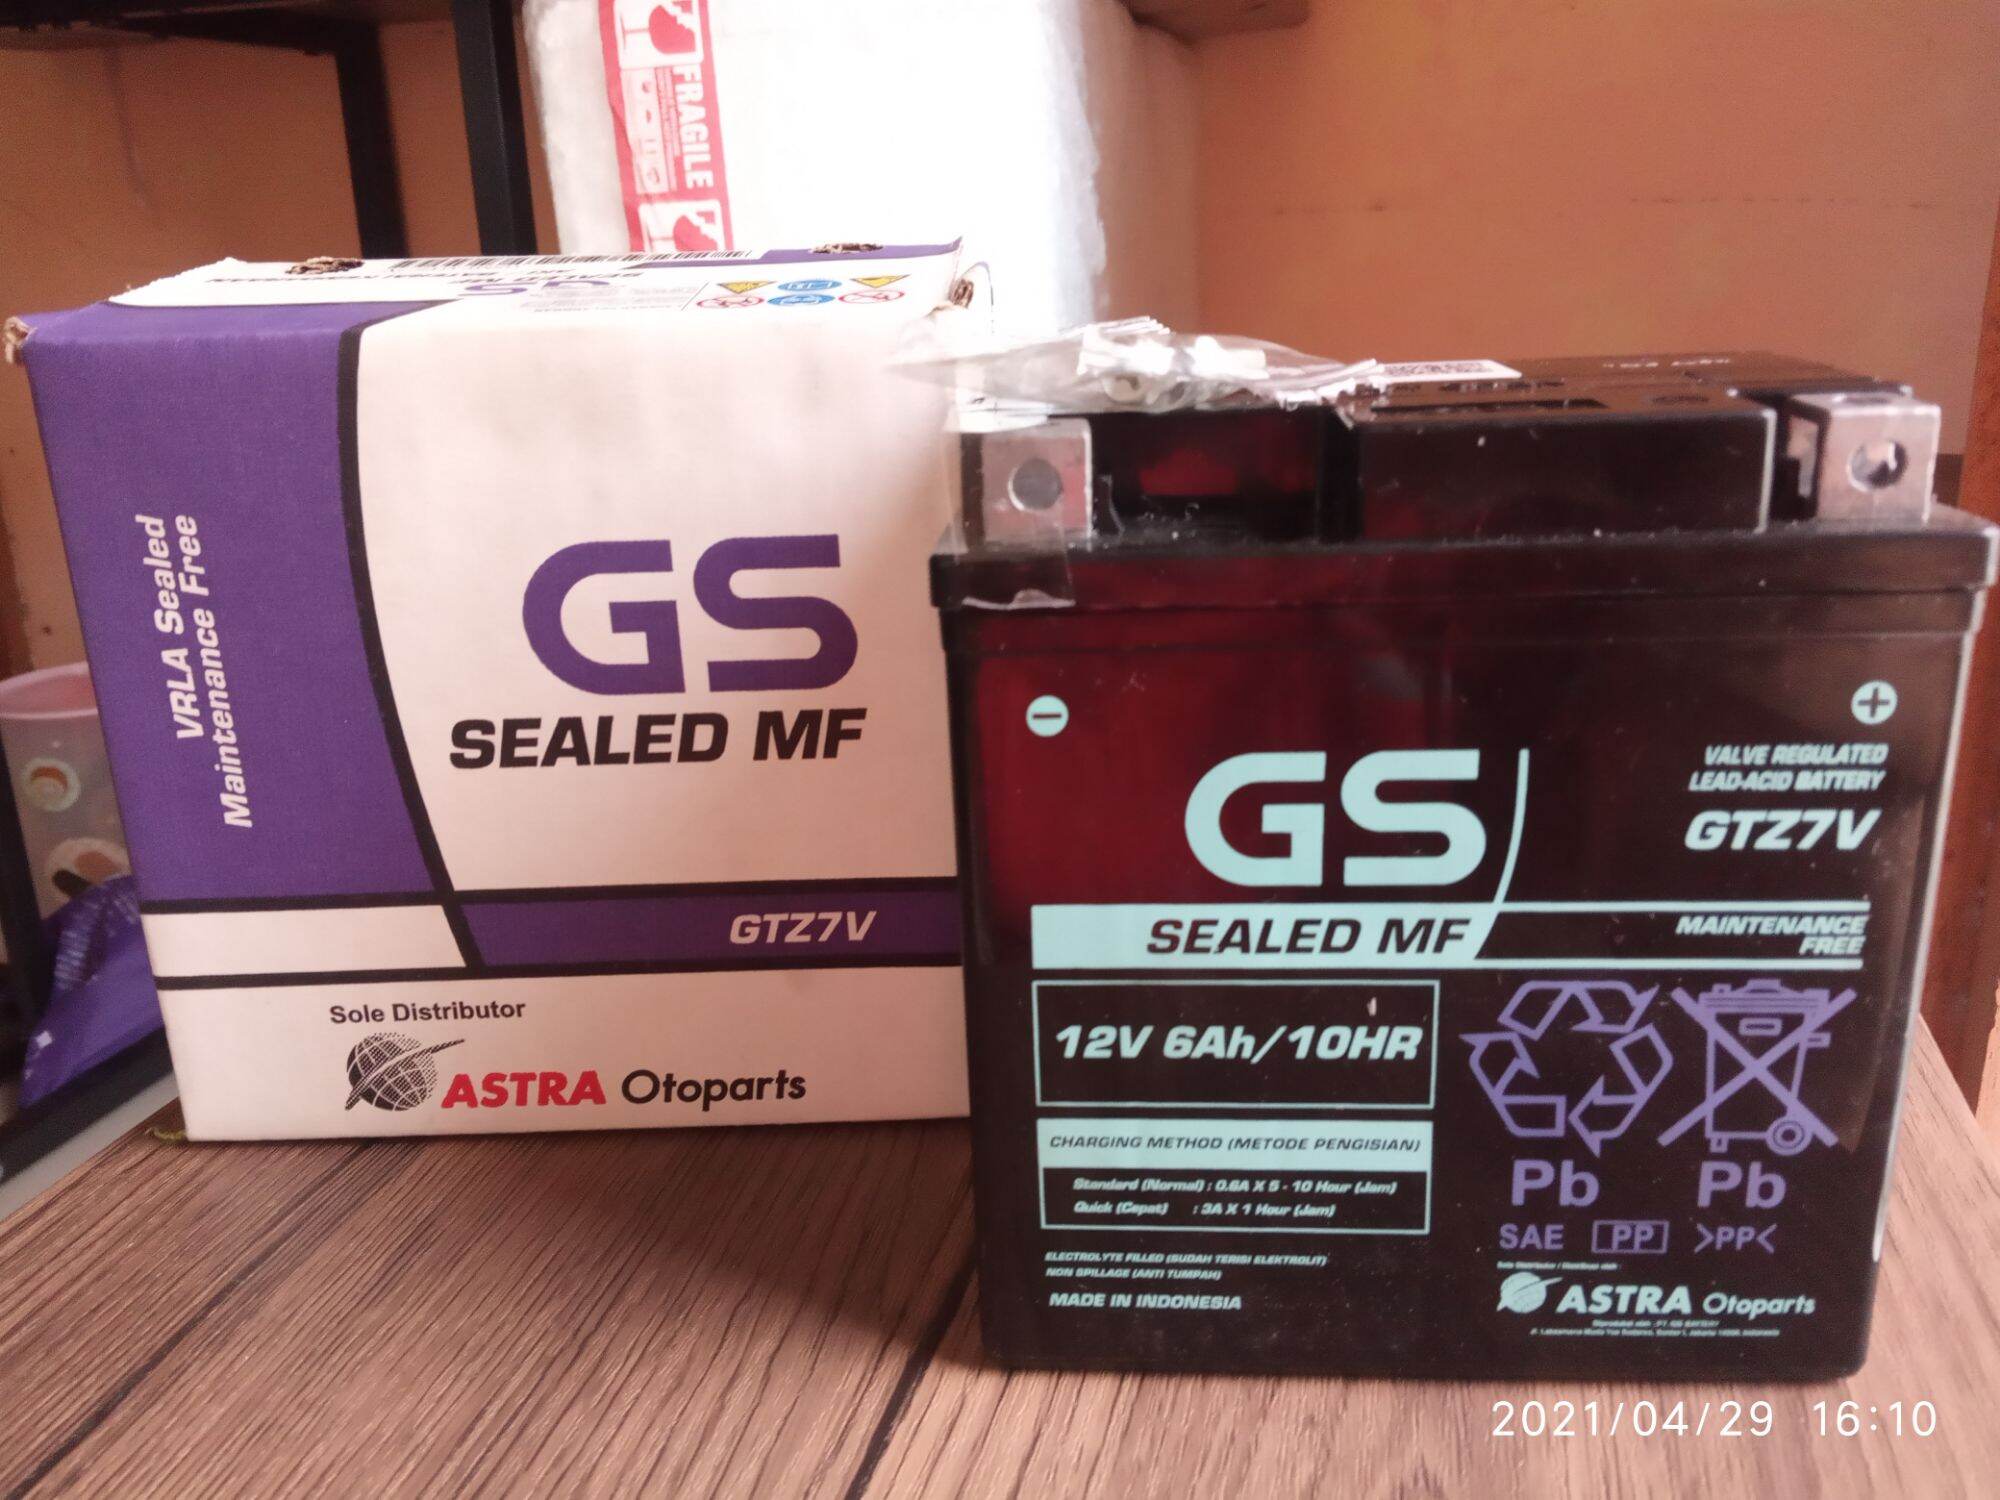 FRAGILE
GS
VRLA Sealed
Maintenance Free
GS
SEALED MF
GTZ7V
Sole Distributor
ASTRA Otoparts
GS
VALVE REGULATED
LEAD-ACID BATTERY
GTZ7V
SEALED MF
MAINTENANCE
FREE
12V 6Ah/10HR
CHARGING METHOD (METODE PENGISIAN)
Standard (Normal) : 0.6A X 5 - 10 Hour (Jam)
Quick (Cepat) : 3A X 1 Hour (Jam)
Pb
Pb
SAE PP >PP<
ELECTROLYTE FILLED (SUDAH TERISI ELEKTROLIT)
NON SPILLAGE (ANTI TUMPAH)
MADE IN INDONESIA
ASTRA Otoparts
2021/04/29 16:10